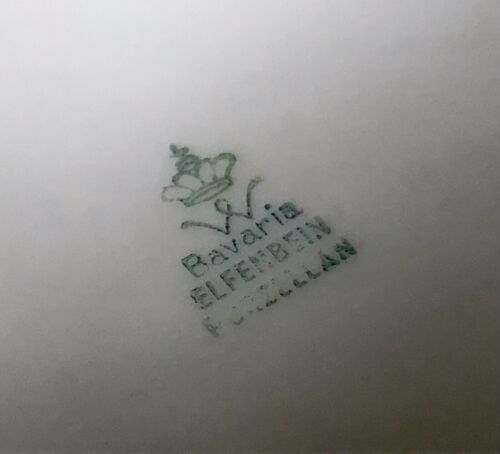 W
Bavaria
ELFENBEIN
PORZELLAN